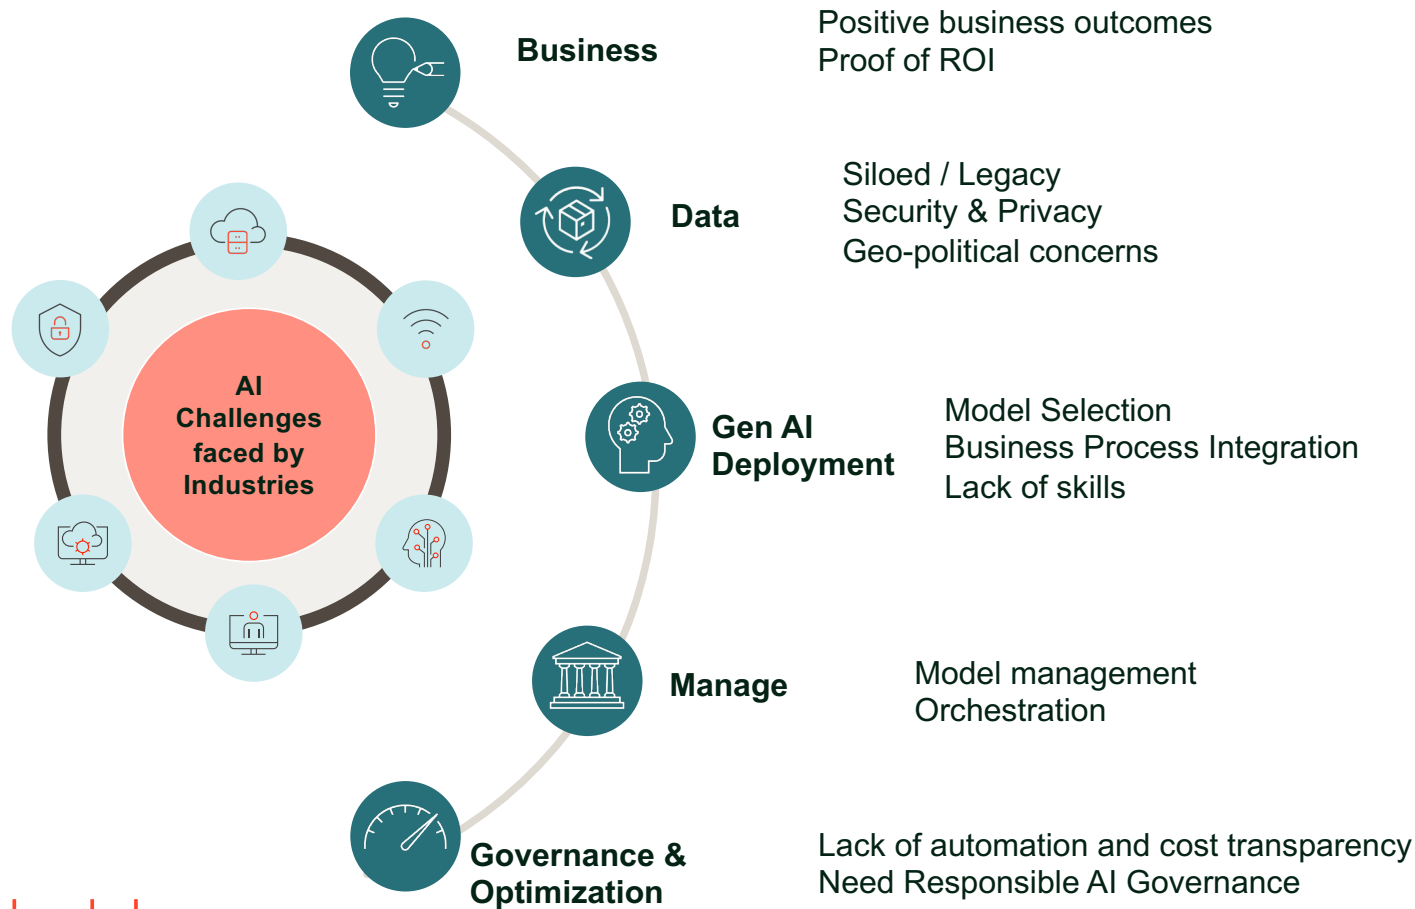 Business
Positive business outcomes
Proof of ROI
Data
Siloed / Legacy
Security & Privacy
Geo-political concerns
AI
Challenges
faced by
Industries
Gen AI
Deployment
Model Selection
Business Process Integration
Lack of skills
Manage
Model management
Orchestration
Governance &
Optimization
Lack of automation and cost transparency
Need Responsible AI Governance